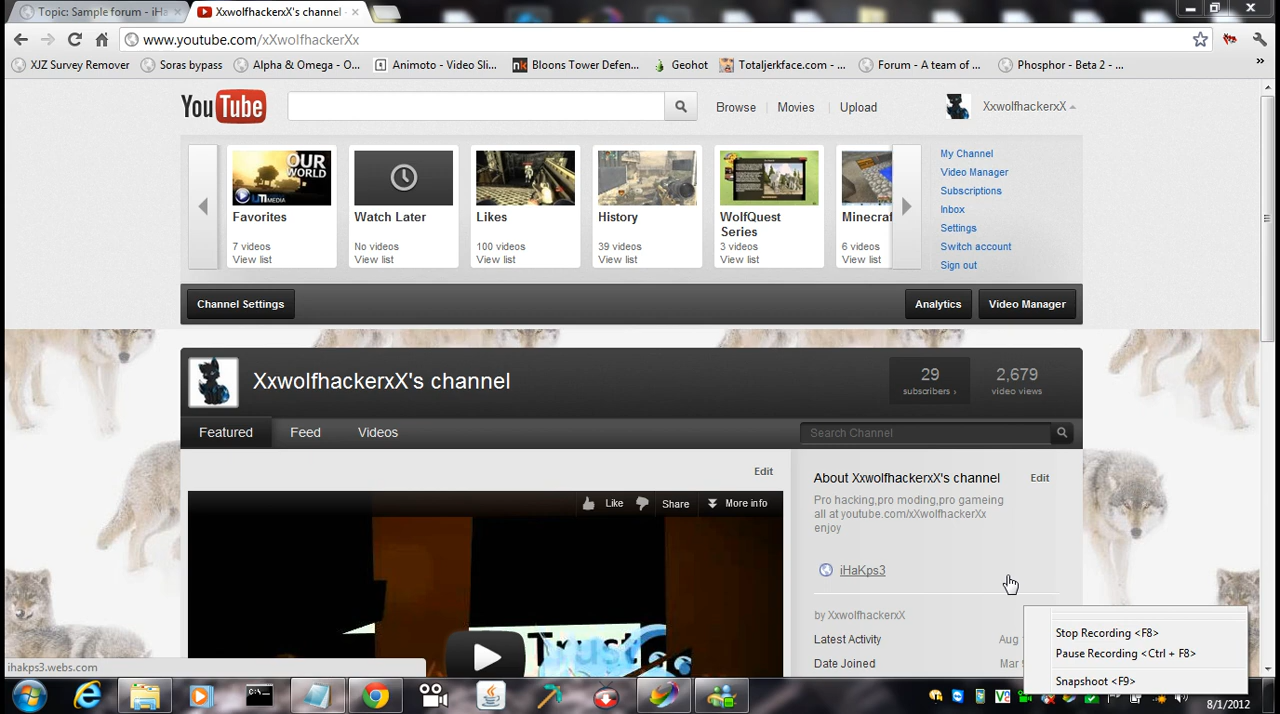 Topic: Sample forum - iHa
XxwolfhackerxX's channel -
www.youtube.com/xXwolfhackerXx
XJZ Survey Remover
Soras bypass
Alpha & Omega - O...
Animoto - Video Sli...
Bloons Tower Defen...
Geohot
Totaljerkface.com - ...
Forum - A team of ...
Phosphor - Beta 2 - ...
YouTube
Browse
Movies
Upload
XxwolfhackerxX
OUR
WORLD
UTI MEDIA
Favorites
7 videos
View list
Watch Later
No videos
View list
Likes
100 videos
View list
History
39 videos
View list
WolfQuest
Series
3 videos
View list
Minecraf
6 videos
View list
My Channel
Video Manager
Subscriptions
Inbox
Settings
Switch account
Sign out
Channel Settings
Analytics
Video Manager
XxwolfhackerxX's channel
29
subscribers ›
2,679
video views
Featured
Feed
Videos
Search Channel
Edit
Like
Share
More info
Trust
About XxwolfhackerxX's channel
Edit
Pro hacking,pro moding,pro gameing
all at youtube.com/xXwolfhackerXx
enjoy
iHaKps3
by XxwolfhackerxX
Latest Activity
Aug
Date Joined
Mar
Stop Recording <F8>
Pause Recording <Ctrl + F8>
Snapshoot <F9>
ihakps3.webs.com
8/1/2012